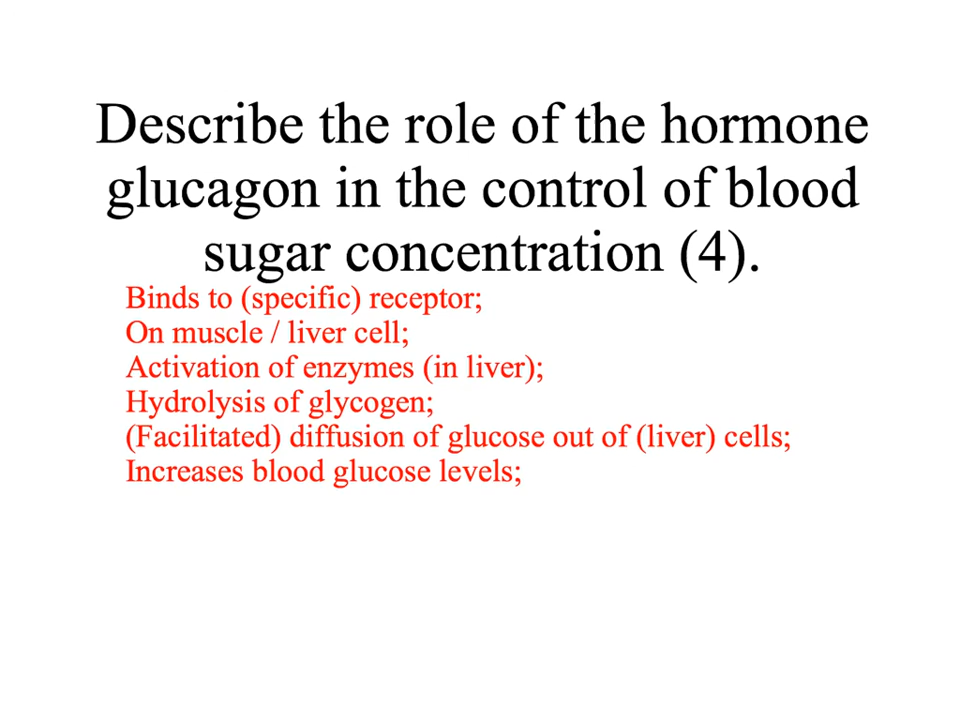 Describe the role of the hormone
glucagon in the control of blood
sugar concentration (4).
Binds to (specific) receptor;
On muscle / liver cell;
Activation of enzymes (in liver);
Hydrolysis of glycogen;
(Facilitated) diffusion of glucose out of (liver) cells;
Increases blood glucose levels;